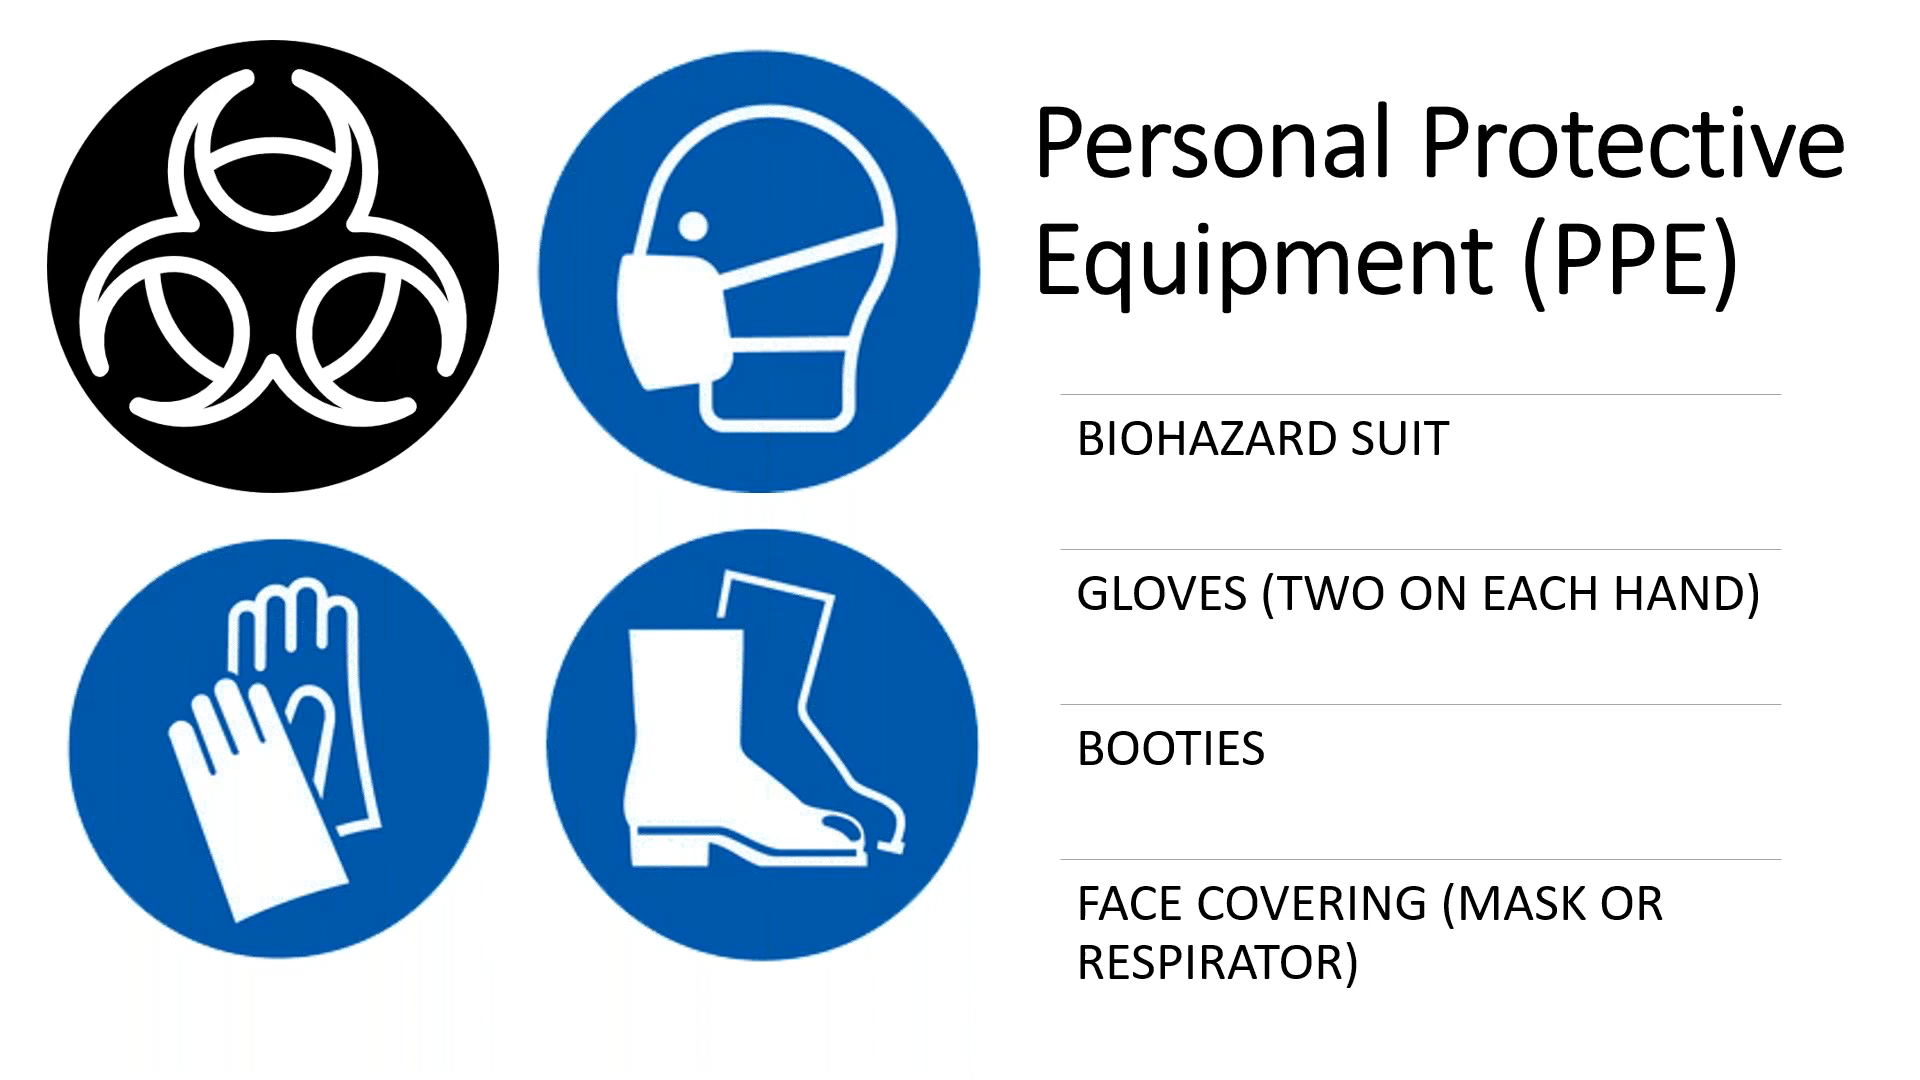 Personal Protective
Equipment (PPE)
BIOHAZARD SUIT
GLOVES (TWO ON EACH HAND)
BOOTIES
FACE COVERING (MASK OR
RESPIRATOR)